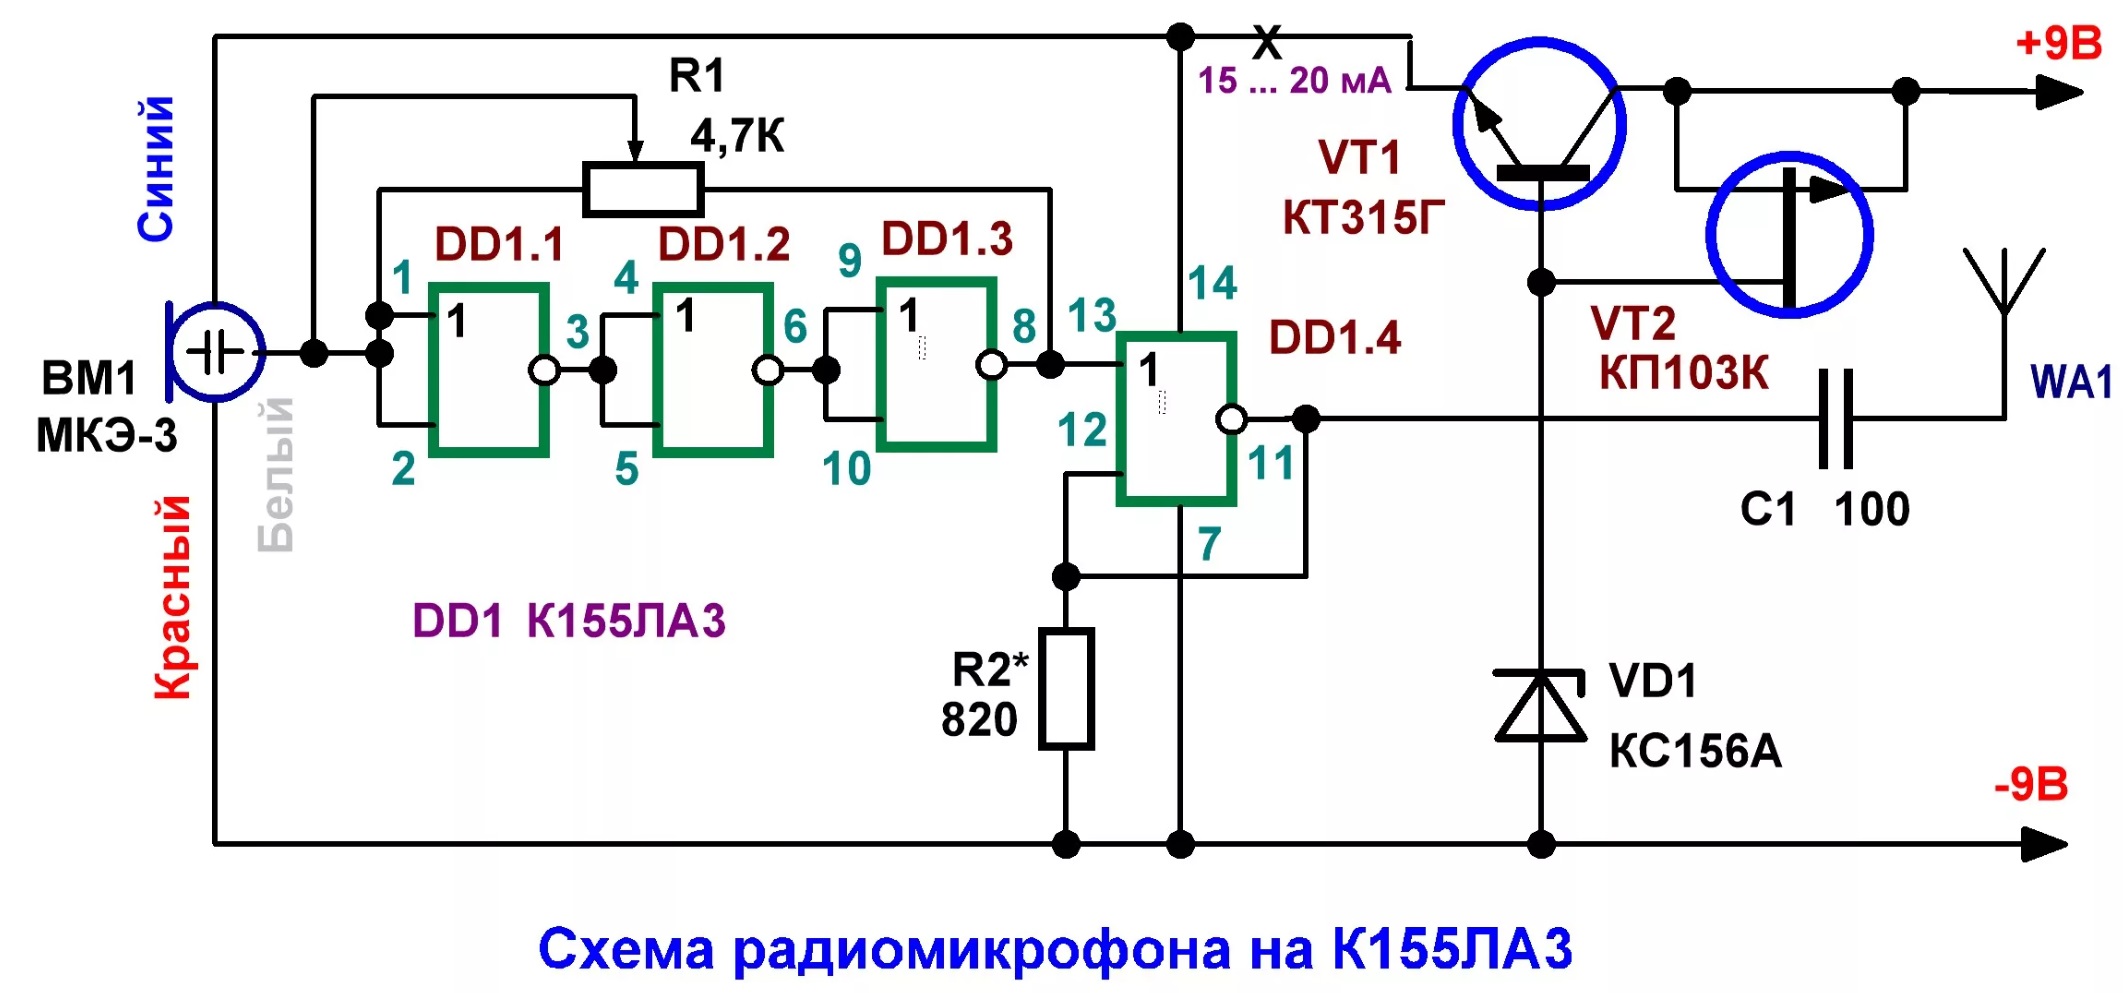 +9В
R1
4,7К
X
15 ... 20 мА
Синий
VT1
КТ315Г
DD1.1
DD1.2
DD1.3
1
4
9
1
1
1
3
6
8
13
14
1
DD1.4
VT2
КП103К
WA1
ВМ1
МКЭ-3
Белый
2
5
10
12
11
7
С1 100
Красный
DD1 К155ЛА3
R2*
820
VD1
КС156А
-9В
Схема радиомикрофона на К155ЛА3